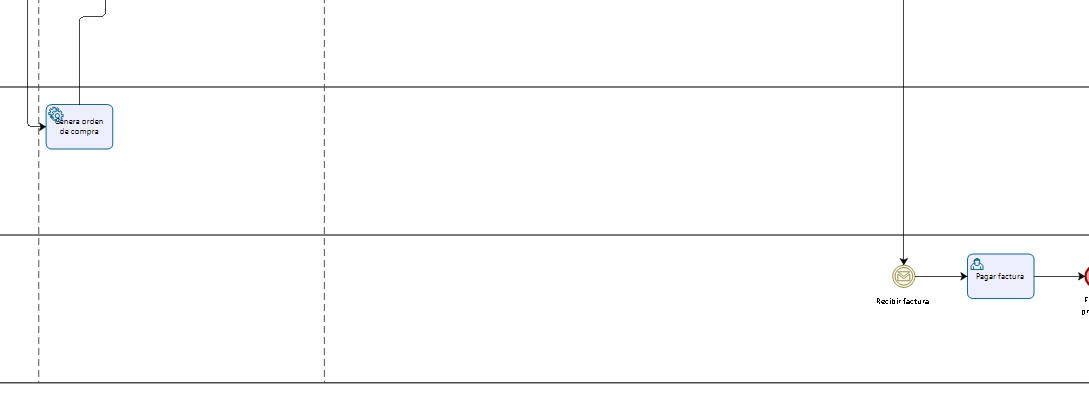 Genera orden
de compra
Pagar factura
Recibir factura